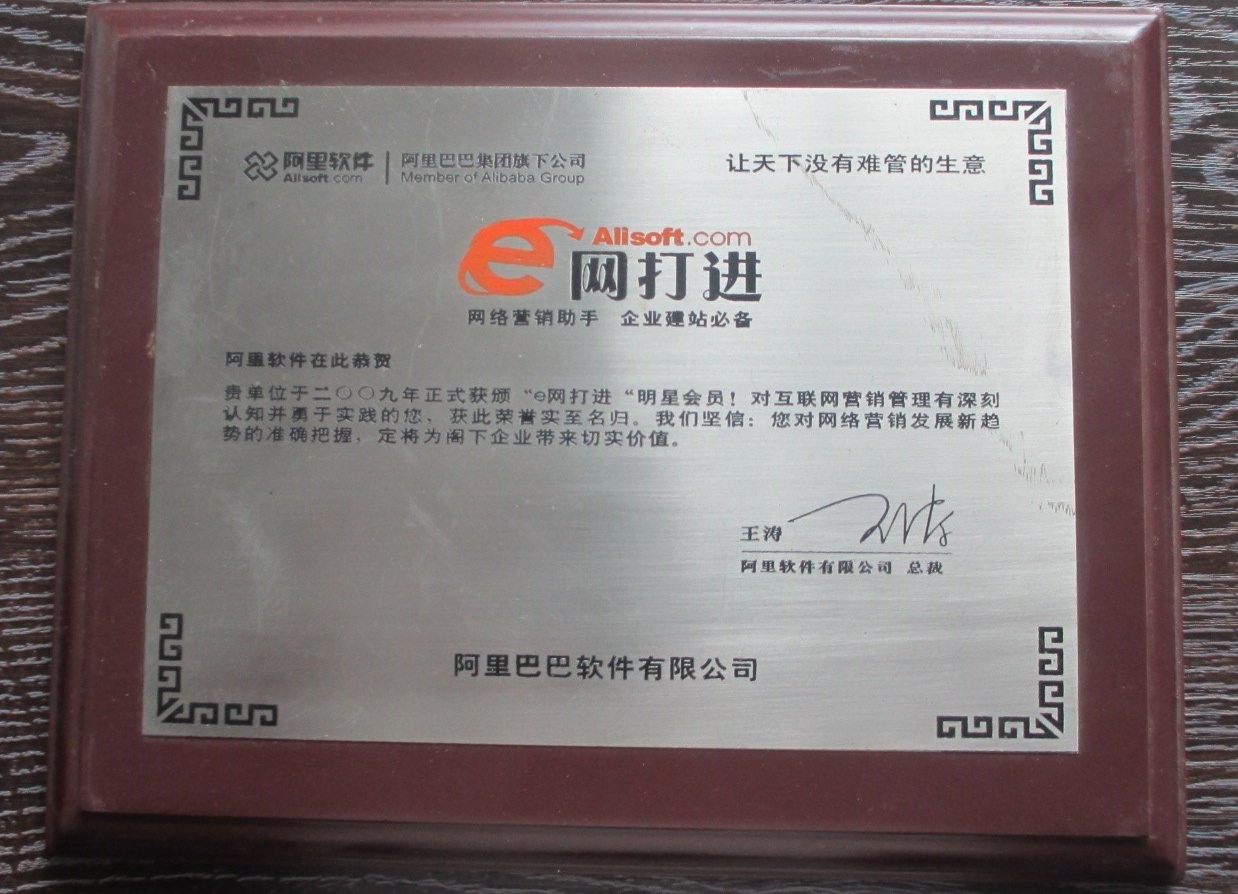 阿里软件 阿里巴巴集团旗下公司 让天下没有难管的生意
Alisoft.com Member of Alibaba Group
e Alisoft.com
网打进
网络营销助手 企业建站必备
阿里软件在此恭贺
贵单位于二〇〇九年正式获颁“e网打进“明星会员！对互联网营销管理有深刻
认知并勇于实践的您、获此荣誉实至名归。我们坚信：您对网络营销发展新趋
势的准确把握，定将为阁下企业带来切实价值。
王涛
阿里软件有限公司 总裁
阿里巴巴软件有限公司